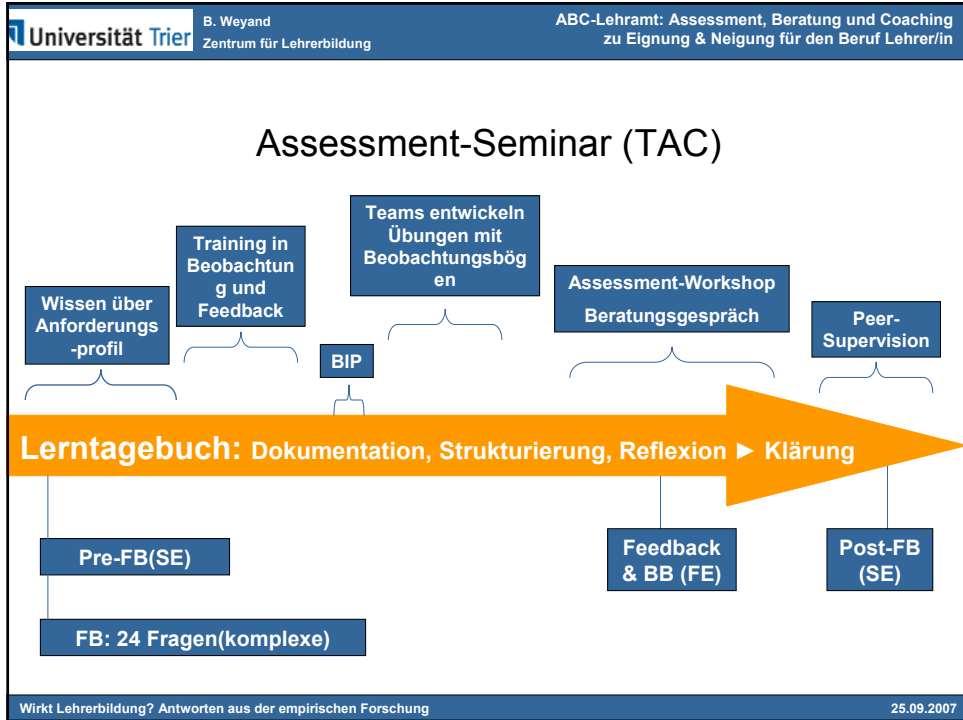 Universität Trier
B. Weyand
Zentrum für Lehrerbildung
ABC-Lehramt: Assessment, Beratung und Coaching
zu Eignung & Neigung für den Beruf Lehrer/in
Assessment-Seminar (TAC)
Wissen über
Anforderungs
-profil
Training in
Beobachtun
g und
Feedback
BIP
Teams entwickeln
Übungen mit
Beobachtungsbög
en
Assessment-Workshop
Beratungsgespräch
Peer-
Supervision
Lerntagebuch: Dokumentation, Strukturierung, Reflexion ► Klärung
Pre-FB(SE)
FB: 24 Fragen(komplexe)
Feedback
& BB (FE)
Post-FB
(SE)
Wirkt Lehrerbildung? Antworten aus der empirischen Forschung
25.09.2007